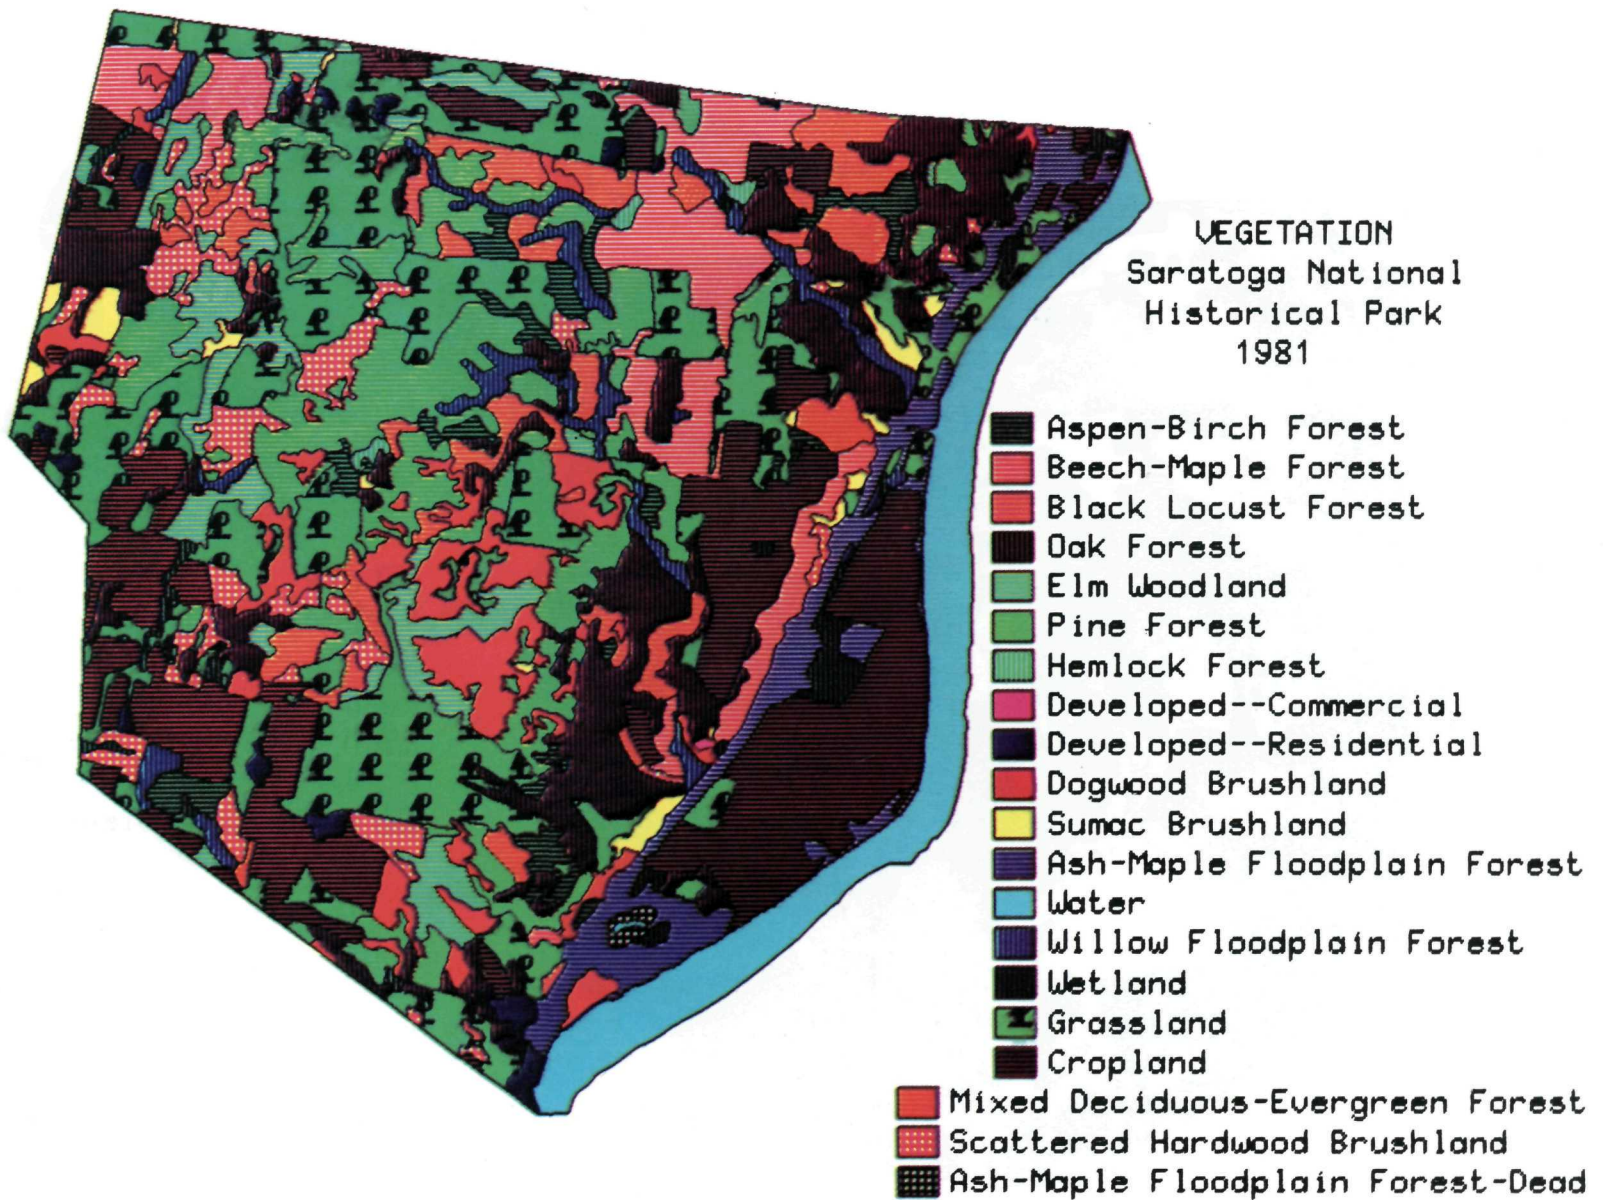 VEGETATION
Saratoga National
Historical Park
1981
Aspen-Birch Forest
Beech-Maple Forest
Black Locust Forest
Oak Forest
Elm Woodland
Pine Forest
Hemlock Forest
Developed--Commercial
Developed--Residential
Dogwood Brushland
Sumac Brushland
Ash-Maple Floodplain Forest
Water
Willow Floodplain Forest
Wetland
Grassland
Cropland
Mixed Deciduous-Evergreen Forest
Scattered Hardwood Brushland
Ash-Maple Floodplain Forest-Dead